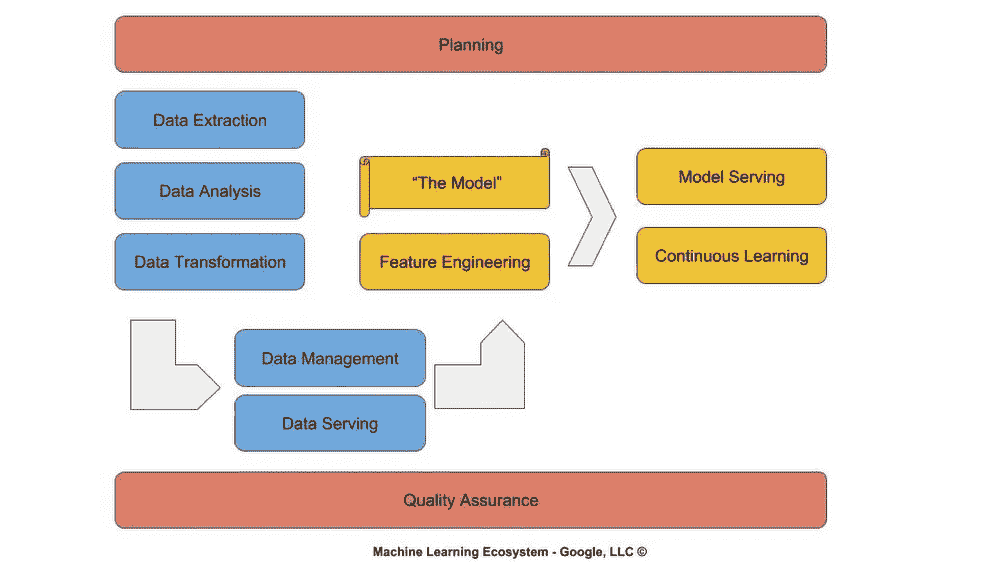 Planning
Data Extraction
Data Analysis
Data Transformation
“The Model”
Feature Engineering
Model Serving
Continuous Learning
Data Management
Data Serving
Quality Assurance
Machine Learning Ecosystem - Google, LLC ©